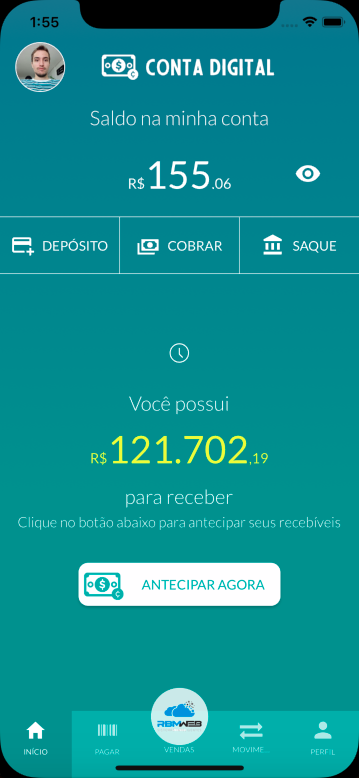 1:55
CONTA DIGITAL
Saldo na minha conta
R$155.06
DEPÓSITO COBRAR SAQUE
Você possui
R$121.702,19
para receber
Clique no botão abaixo para antecipar seus recebíveis
ANTECIPAR AGORA
RBMWEB
INÍCIO PAGAR VENDAS MOVIME... PERFIL